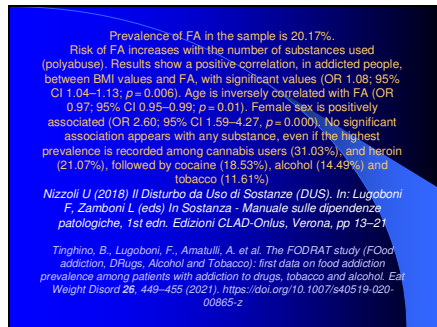 Prevalence of FA in the sample is 20.17%.
Risk of FA increases with the number of substances used
(polyabuse). Results show a positive correlation, in addicted people,
between BMI values and FA, with significant values (OR 1.08; 95%
CI 1.04–1.13; p = 0.006). Age is inversely correlated with FA (OR
0.97; 95% CI 0.95–0.99; p = 0.01). Female sex is positively
associated (OR 2.60; 95% CI 1.59–4.27, p = 0.000), No significant
association appears with any substance, even if the highest
prevalence is recorded among cannabis users (31.03%), and heroin
(21.07%), followed by cocaine (18.53%), alcohol (14.49%) and
tobacco (11.61%)
Nizzoli U (2018) Il Disturbo da Uso di Sostanze (DUS). In: Lugoboni
F, Zamboni L (eds) In Sostanza - Manuale sulle dipendenze
patologiche, 1st edn. Edizioni CLAD-Onlus, Verona, pp 13–21
Tinghino, B., Lugoboni, F., Amatulli, A. et al. The FODRAT study (FOod
addiction, DRugs, Alcohol and Tobacco): first data on food addiction
prevalence among patients with addiction to drugs, tobacco and alcohol. Eat
Weight Disord 26, 449–455 (2021). https://doi.org/10.1007/s40519-020-
00865-z